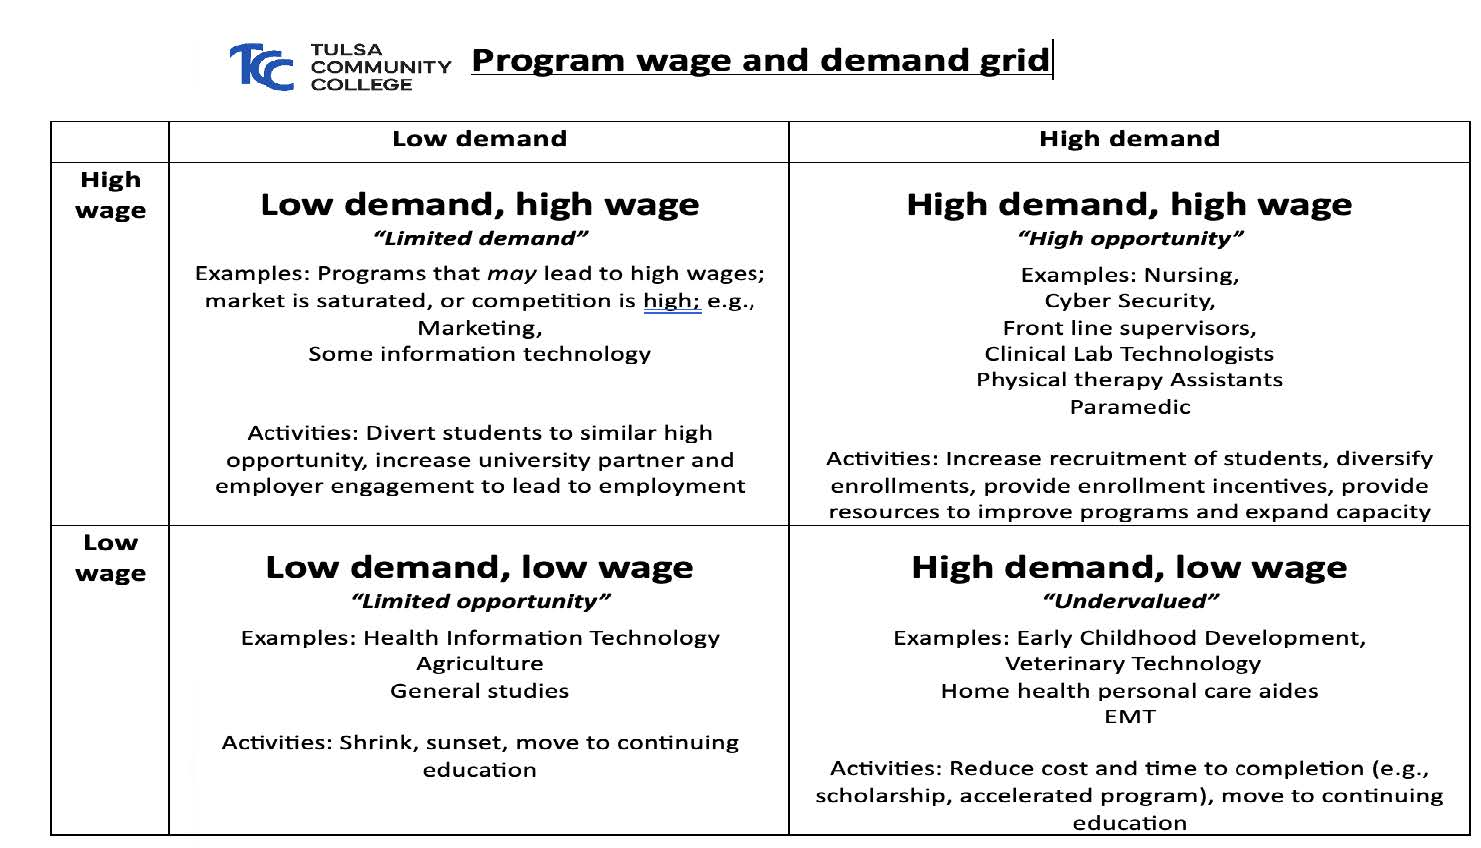 TULSA
COMMUNITY
COLLEGE
Program wage and demand grid
Low demand
High demand
High
wage
Low demand, high wage
“Limited demand”
Examples: Programs that may lead to high wages;
market is saturated, or competition is high; e.g.,
Marketing,
Some information technology
Activities: Divert students to similar high
opportunity, increase university partner and
employer engagement to lead to employment
High demand, high wage
“High opportunity”
Examples: Nursing,
Cyber Security,
Front line supervisors,
Clinical Lab Technologists
Physical therapy Assistants
Paramedic
Activities: Increase recruitment of students, diversify
enrollments, provide enrollment incentives, provide
resources to improve programs and expand capacity
Low
wage
Low demand, low wage
“Limited opportunity”
Examples: Health Information Technology
Agriculture
General studies
Activities: Shrink, sunset, move to continuing
education
High demand, low wage
“Undervalued”
Examples: Early Childhood Development,
Veterinary Technology
Home health personal care aides
EMT
Activities: Reduce cost and time to completion (e.g.,
scholarship, accelerated program), move to continuing
education